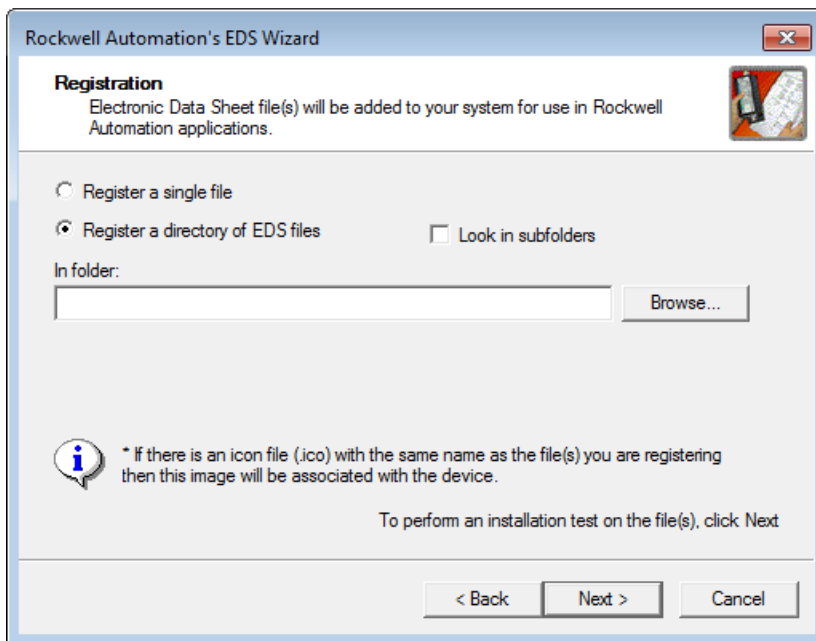 Rockwell Automation's EDS Wizard
Registration
Electronic Data Sheet file(s) will be added to your system for use in Rockwell
Automation applications.
Register a single file
Register a directory of EDS files
Look in subfolders
In folder:
Browse...
* If there is an icon file (.ico) with the same name as the file(s) you are registering
then this image will be associated with the device.
To perform an installation test on the file(s), click Next
< Back
Next >
Cancel